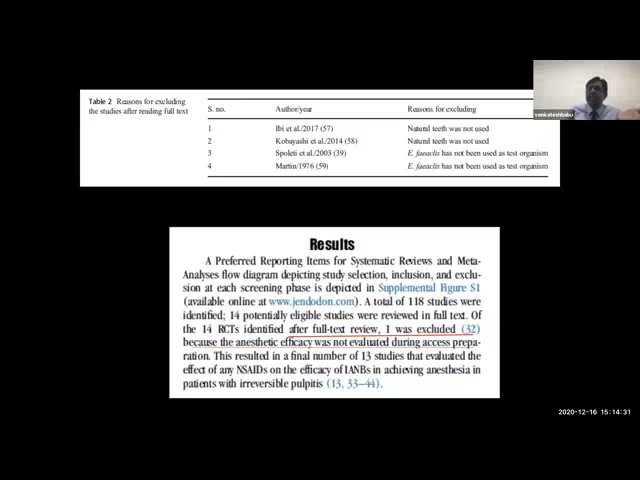 Table 2 Reasons for excluding
the studies after reading full text
S. no. Author/year Reasons for excluding
1 Ibi et al./2017 (57) Natural teeth was not used
2 Kobayashi et al./2014 (58) Natural teeth was not used
3 Spoleti et al./2003 (39) E. faeaclis has not been used as test organism
4 Martin/1976 (59) E. faeaclis has not been used as test organism
venkateshbabu
Results
A Preferred Reporting Items for Systematic Reviews and Meta-
Analyses flow diagram depicting study selection, inclusion, and exclu-
sion at each screening phase is depicted in Supplemental Figure S1
(available online at www.jendodon.com). A total of 118 studies were
identified; 14 potentially eligible studies were reviewed in full text. Of
the 14 RCTs identified after full-text review, 1 was excluded (32)
because the anesthetic efficacy was not evaluated during access prepa-
ration. This resulted in a final number of 13 studies that evaluated the
effect of any NSAIDs on the efficacy of IANBs in achieving anesthesia in
patients with irreversible pulpitis (13, 33–44).
2020-12-16 15:14:31